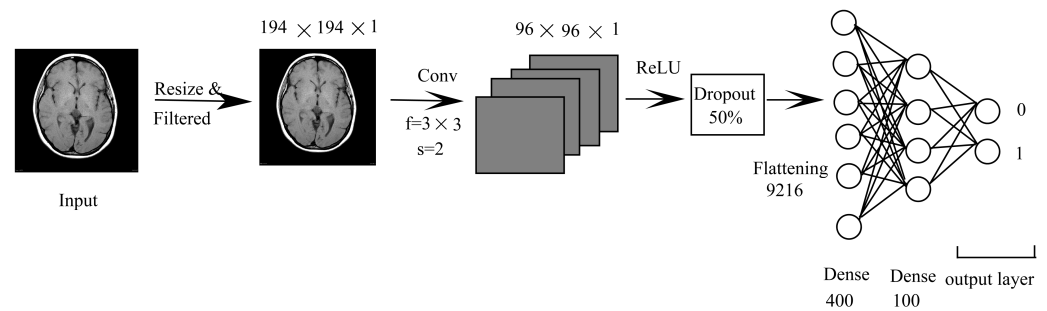 Input
Resize &
Filtered
194 × 194 × 1
Conv
f=3 × 3
s=2
96 × 96 × 1
ReLU
Dropout
50%
Flattening
9216
0
1
Dense
400
Dense
100
output layer